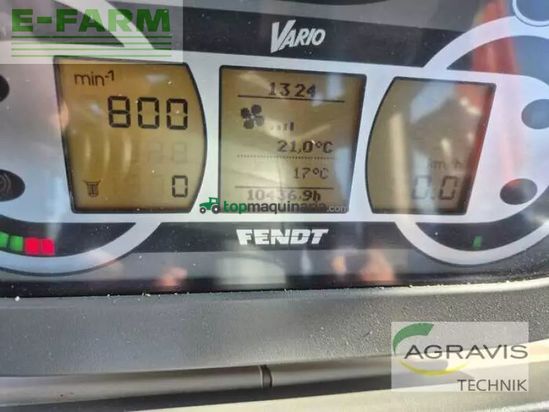 E-FARM
VARIO
min-1
800
0
13 24
21,0°C
17°C
10436,9h
km/h
0.0
topmaquinaria.com
FENDT
AGRAVIS
TECHNIK